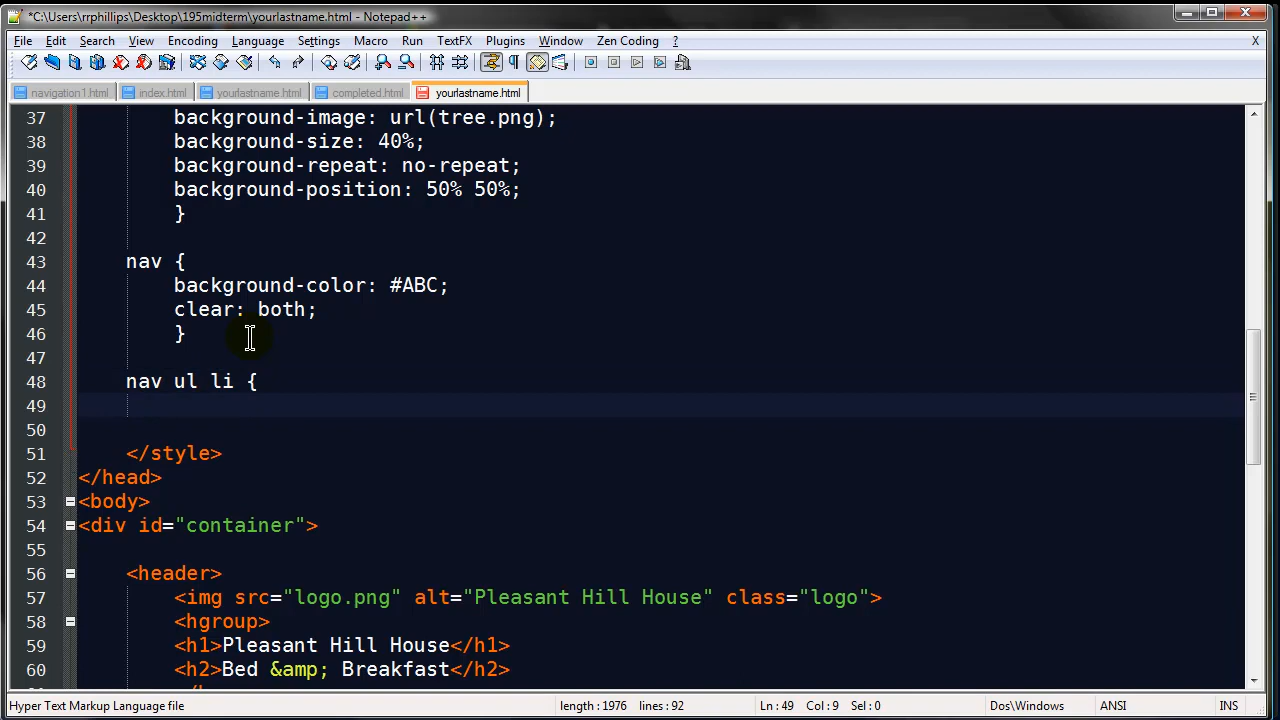 *C:\Users\rrphillips\Desktop\195midterm\yourlastname.html - Notepad++
File Edit Search View Encoding Language Settings Macro Run TextFX Plugins Window Zen Coding ? X
navigation1.html index.html yourlastname.html completed.html yourlastname.html
37 background-image: url(tree.png);
38 background-size: 40%;
39 background-repeat: no-repeat;
40 background-position: 50% 50%;
41 }
42
43 nav {
44 background-color: #ABC;
45 clear: both;
46 }
47
48 nav ul li {
49
50
51 </style>
52 </head>
53 <body>
54 <div id="container">
55
56 <header>
57 <img src="logo.png" alt="Pleasant Hill House" class="logo">
58 <hgroup>
59 <h1>Pleasant Hill House</h1>
60 <h2>Bed &amp; Breakfast</h2>
Hyper Text Markup Language file length : 1976 lines : 92 Ln : 49 Col : 9 Sel : 0 Dos\Windows ANSI INS